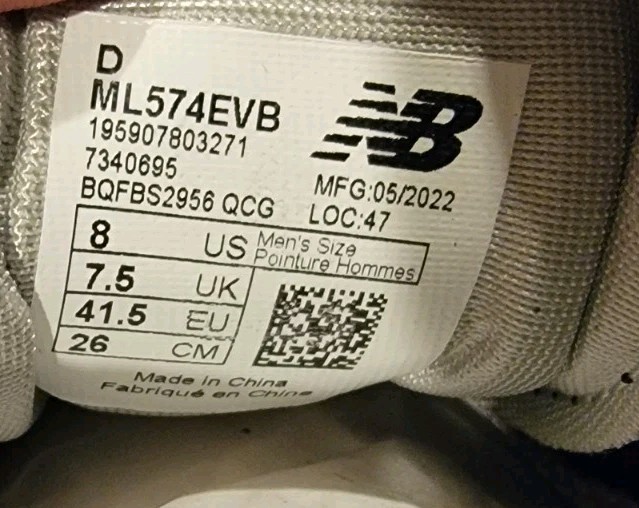 D
ML574EVB
195907803271
7340695
BQFBS2956 QCG
NB
MFG:05/2022
LOC:47
8 US Men's Size
Pointure Hommes
7.5 UK
41.5 EU
26 CM
Made in China
Fabriqué en Chine